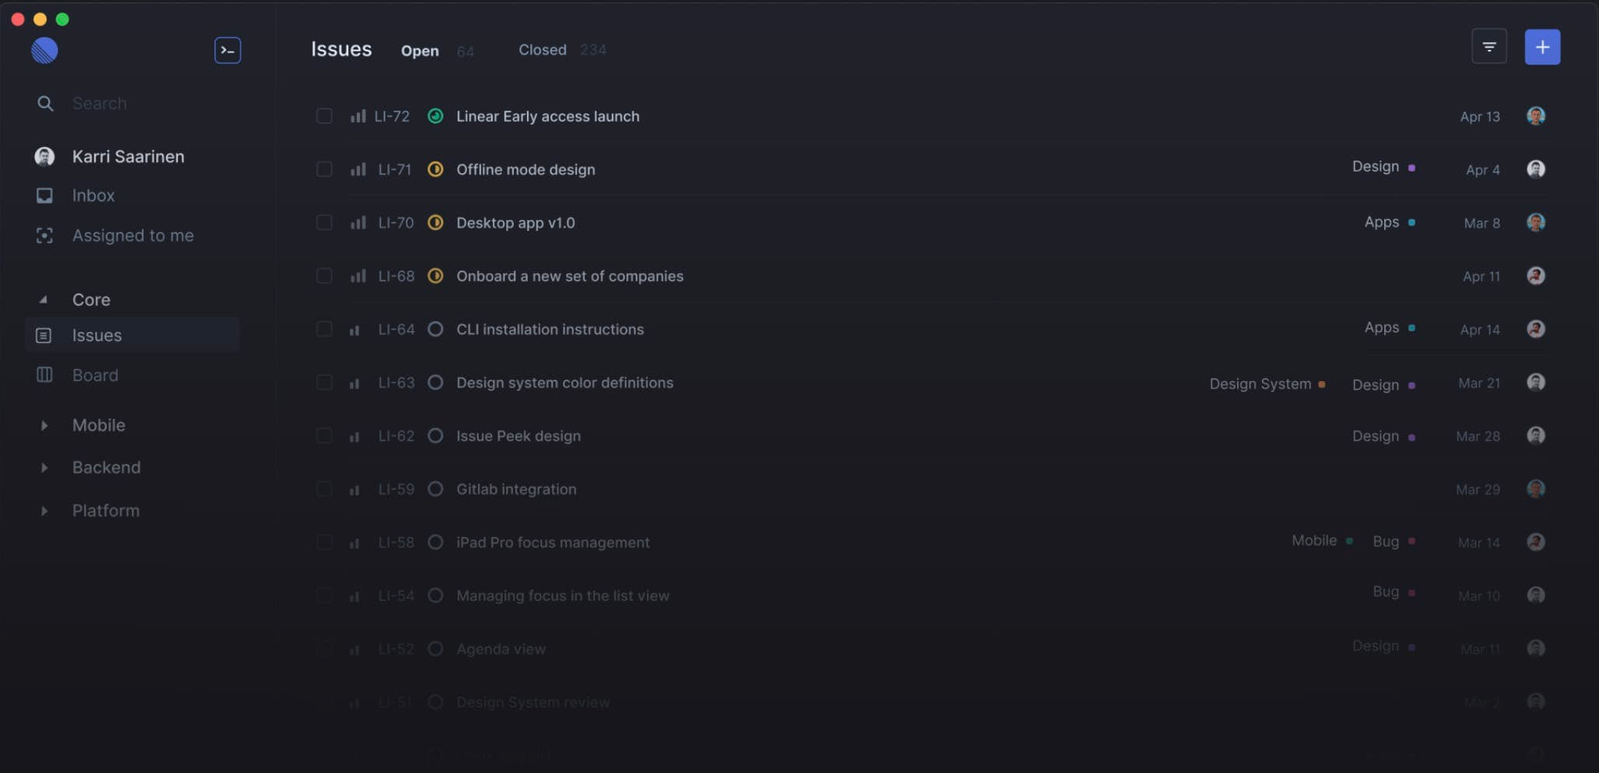 Issues Open 64 Closed 234
Search
Karri Saarinen
Inbox
Assigned to me
Core
Issues
Board
Mobile
Backend
Platform
LI-72 Linear Early access launch Apr 13
LI-71 Offline mode design Design Apr 4
LI-70 Desktop app v1.0 Apps Mar 8
LI-68 Onboard a new set of companies Apr 11
LI-64 CLI installation instructions Apps Apr 14
LI-63 Design system color definitions Design System Design Mar 21
LI-62 Issue Peek design Design Mar 28
LI-59 Gitlab integration Mar 29
LI-58 iPad Pro focus management Mobile Bug Mar 14
LI-54 Managing focus in the list view Bug Mar 10
LI-52 Agenda view Design Mar 11
LI-51 Design System review Mar 2